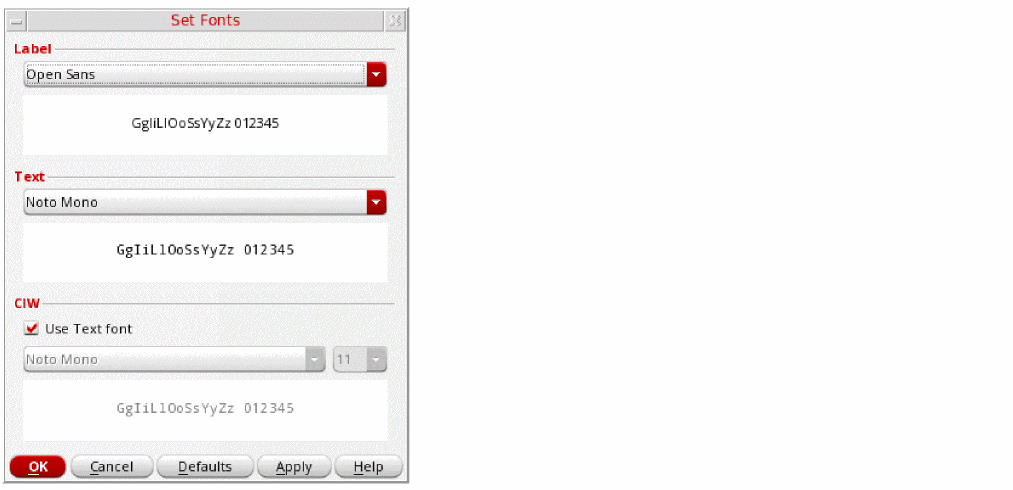 Set Fonts
Label
Open Sans
GgIiLlOoSsYyZz 012345
Text
Noto Mono
GgIiLlOoSsYyZz 012345
CIW
Use Text font
Noto Mono 11
GgIiLlOoSsYyZz 012345
OK Cancel Defaults Apply Help